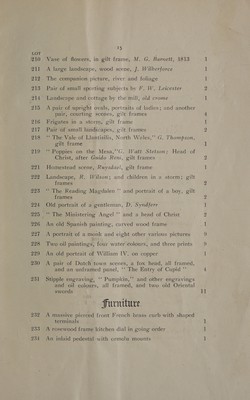 15
LOT
210 Vase of flowers, in gilt frame, M. G. Burnett, 1853 1
211 A large landscape, wood scene, J. Wilberforce 1
212 The companion picture, river and foliage 1
213 Pair of small sporting subjects by F. W. Leicester 2
214 Landscape and cottage by the mill, old crome 1
215 A pair of upright ovals, portraits of ladies; and another
pair, courting scenes, gilt frames 4
216 Frigates in a storm, gilt frame 1
217 Pair of small landscapes, gilt frames 2
218 " The Vale of Llanrhidin, North Wales," G. Thompson,
gilt frame 1
219 " Poppies on the Meuse," C. Watt Nelson; Head of
Christ, after Guido Rene, gilt frames 2
221 Homestead scene, Ruysdael, gilt frame 1
222 Landscape, R. Wilson; and children in a storm; gilt
frames 2
223 " The Reading Magdalen " and portrait of a boy, gilt
frames 2
224 Old portrait of a gentleman, D. Syndjers 1
225 " The Ministering Angel " and a head of Christ 2
226 An old Spanish painting, carved wood frame 1
227 A portrait of a monk and eight other various pictures 9
228 Two oil paintings, four water colours, and three prints 9
229 An old portrait of William IV. on copper 1
230 A pair of Dutch town scenes, a fox head, all framed,
and an unframed panel, " The Entry of Cupid " 4
231 Stipple engraving, " Pumpkin," and other engravings
and oil colours, all framed, and two old Oriental
swords 11
Furniture
232 A massive pierced front French brass curb with shaped
terminals 1
233 A rosewood frame kitchen dial in going order 1
234 An inlaid pedestal with ormolu mounts 1